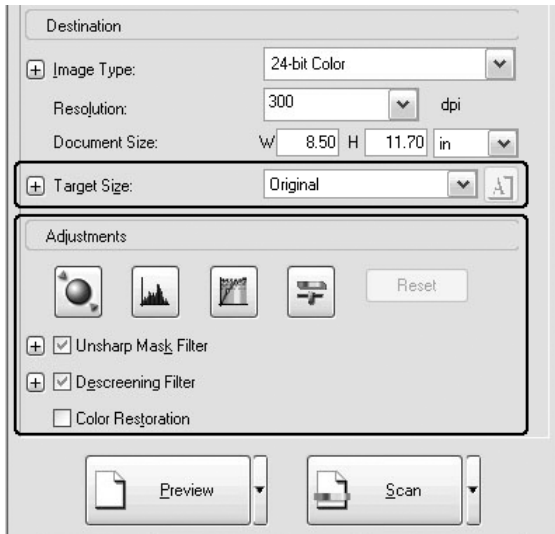 Destination
Image Type: 24-bit Color
Resolution: 300 dpi
Document Size: W 8.50 H 11.70 in
Target Size: Original A
Adjustments
Reset
Unsharp Mask Filter
Descreening Filter
Color Restoration
Preview Scan